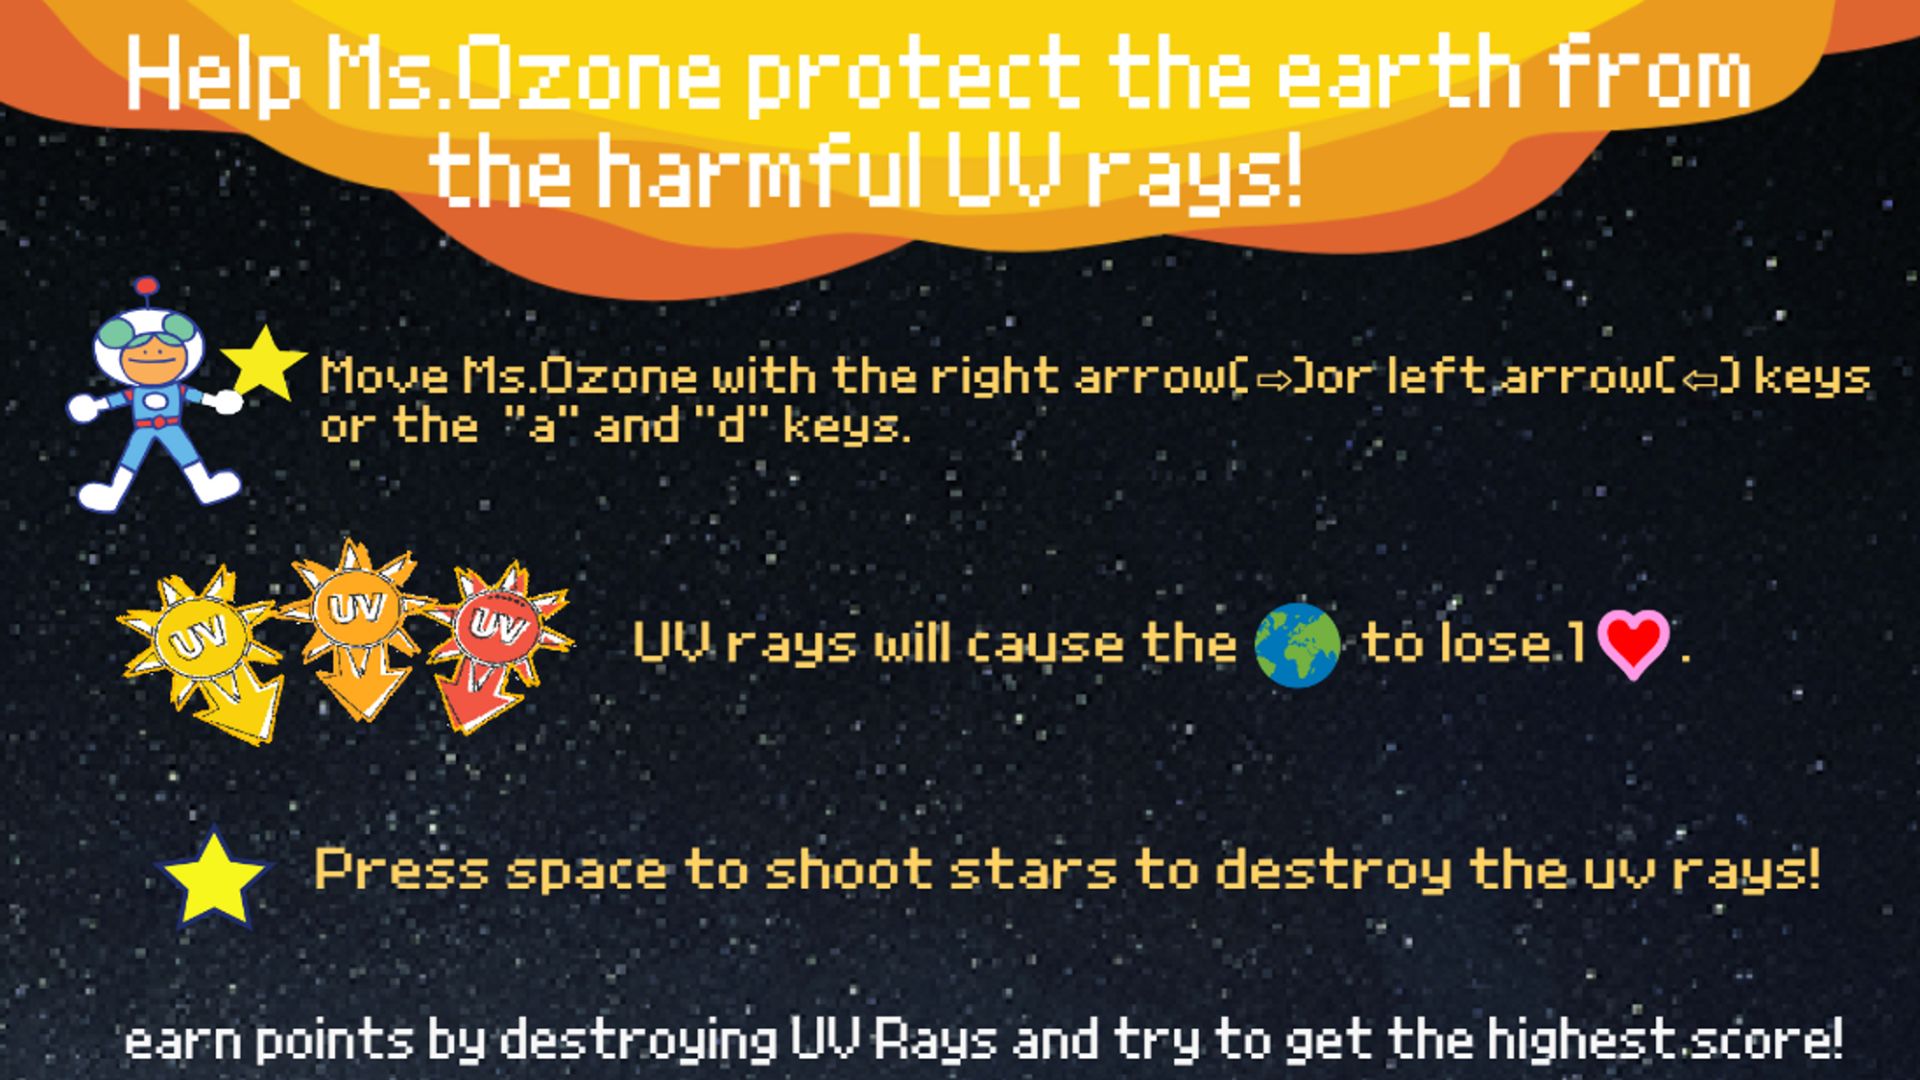 Help Ms.Ozone protect the earth from
the harmful UV rays!
Move Ms.Ozone with the right arrow(⇨)or left arrow(⇦) keys
or the "a" and "d" keys.
UV UV UV
UV rays will cause the 🌍 to lose 1 ❤.
Press space to shoot stars to destroy the uv rays!
earn points by destroying UV Rays and try to get the highest score!